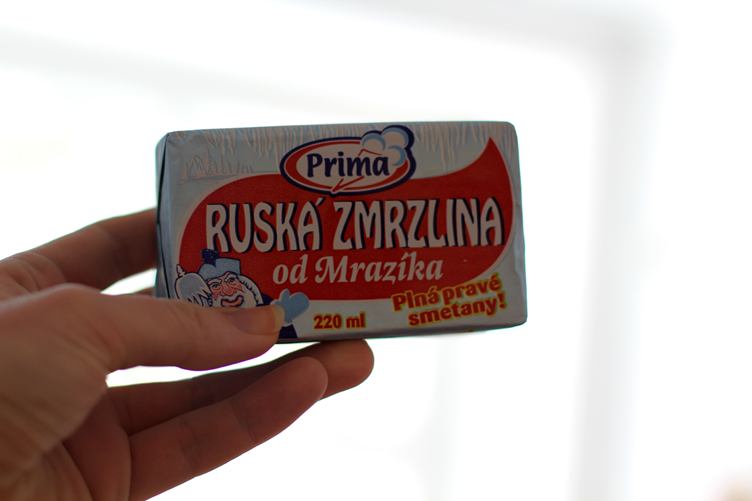 Prima
RUSKÁ ZMRZLINA
od Mrazíka
Plná pravé
smetany!
220 ml